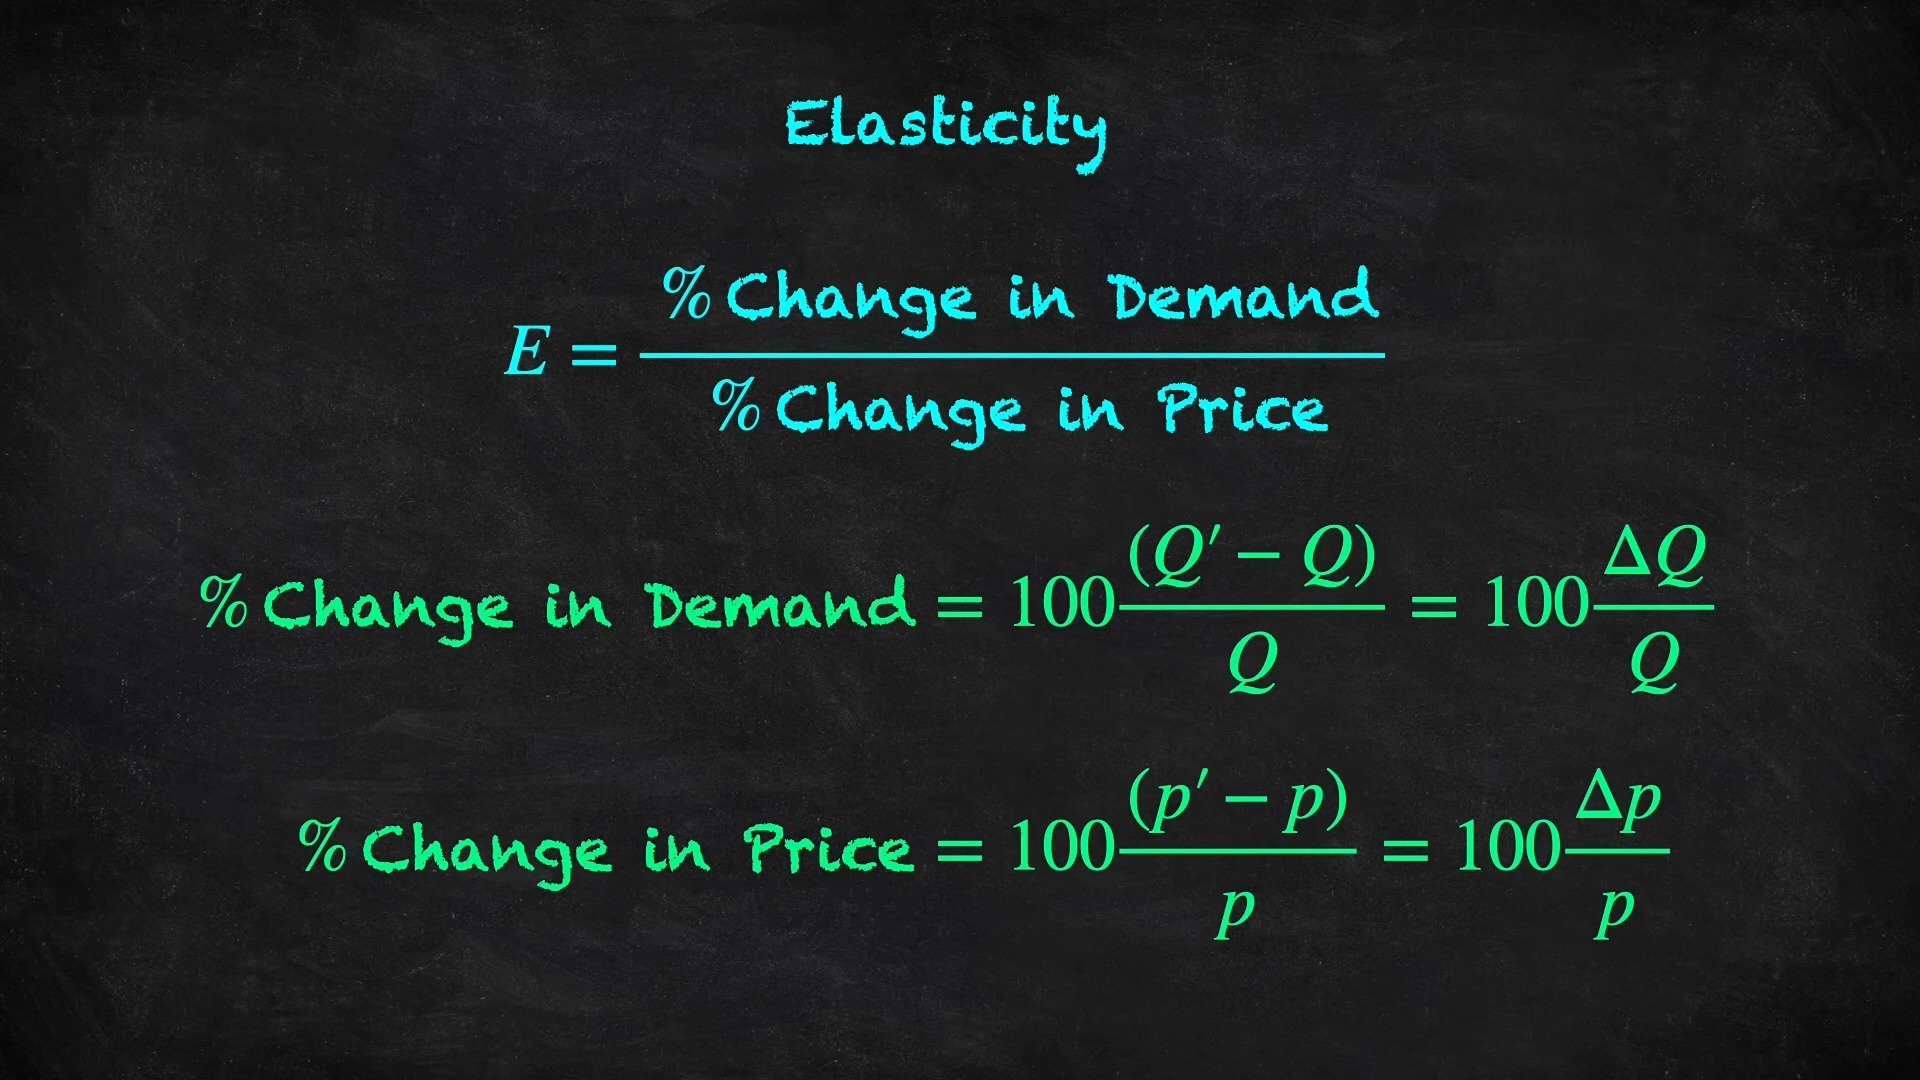 Elasticity
E = % Change in Demand / % Change in Price
% Change in Demand = 100 (Q′ − Q) / Q = 100 ΔQ / Q
% Change in Price = 100 (p′ − p) / p = 100 Δp / p